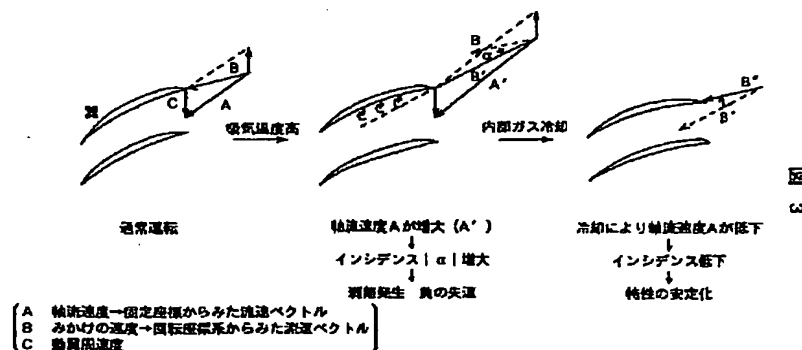 B
C
A
翼
通常運転
吸気温度高
B
α
B'
A'
軸流速度Aが増大 (A')
↓
インシデンス|α|増大
↓
剥離発生 負の失速
内部ガス冷却
B"
B'
冷却により軸流速度Aが低下
↓
インシデンス低下
↓
特性の安定化
図3
A 軸流速度→固定座標からみた流速ベクトル
B みかけの速度→回転座標系からみた流速ベクトル
C 動翼周速度